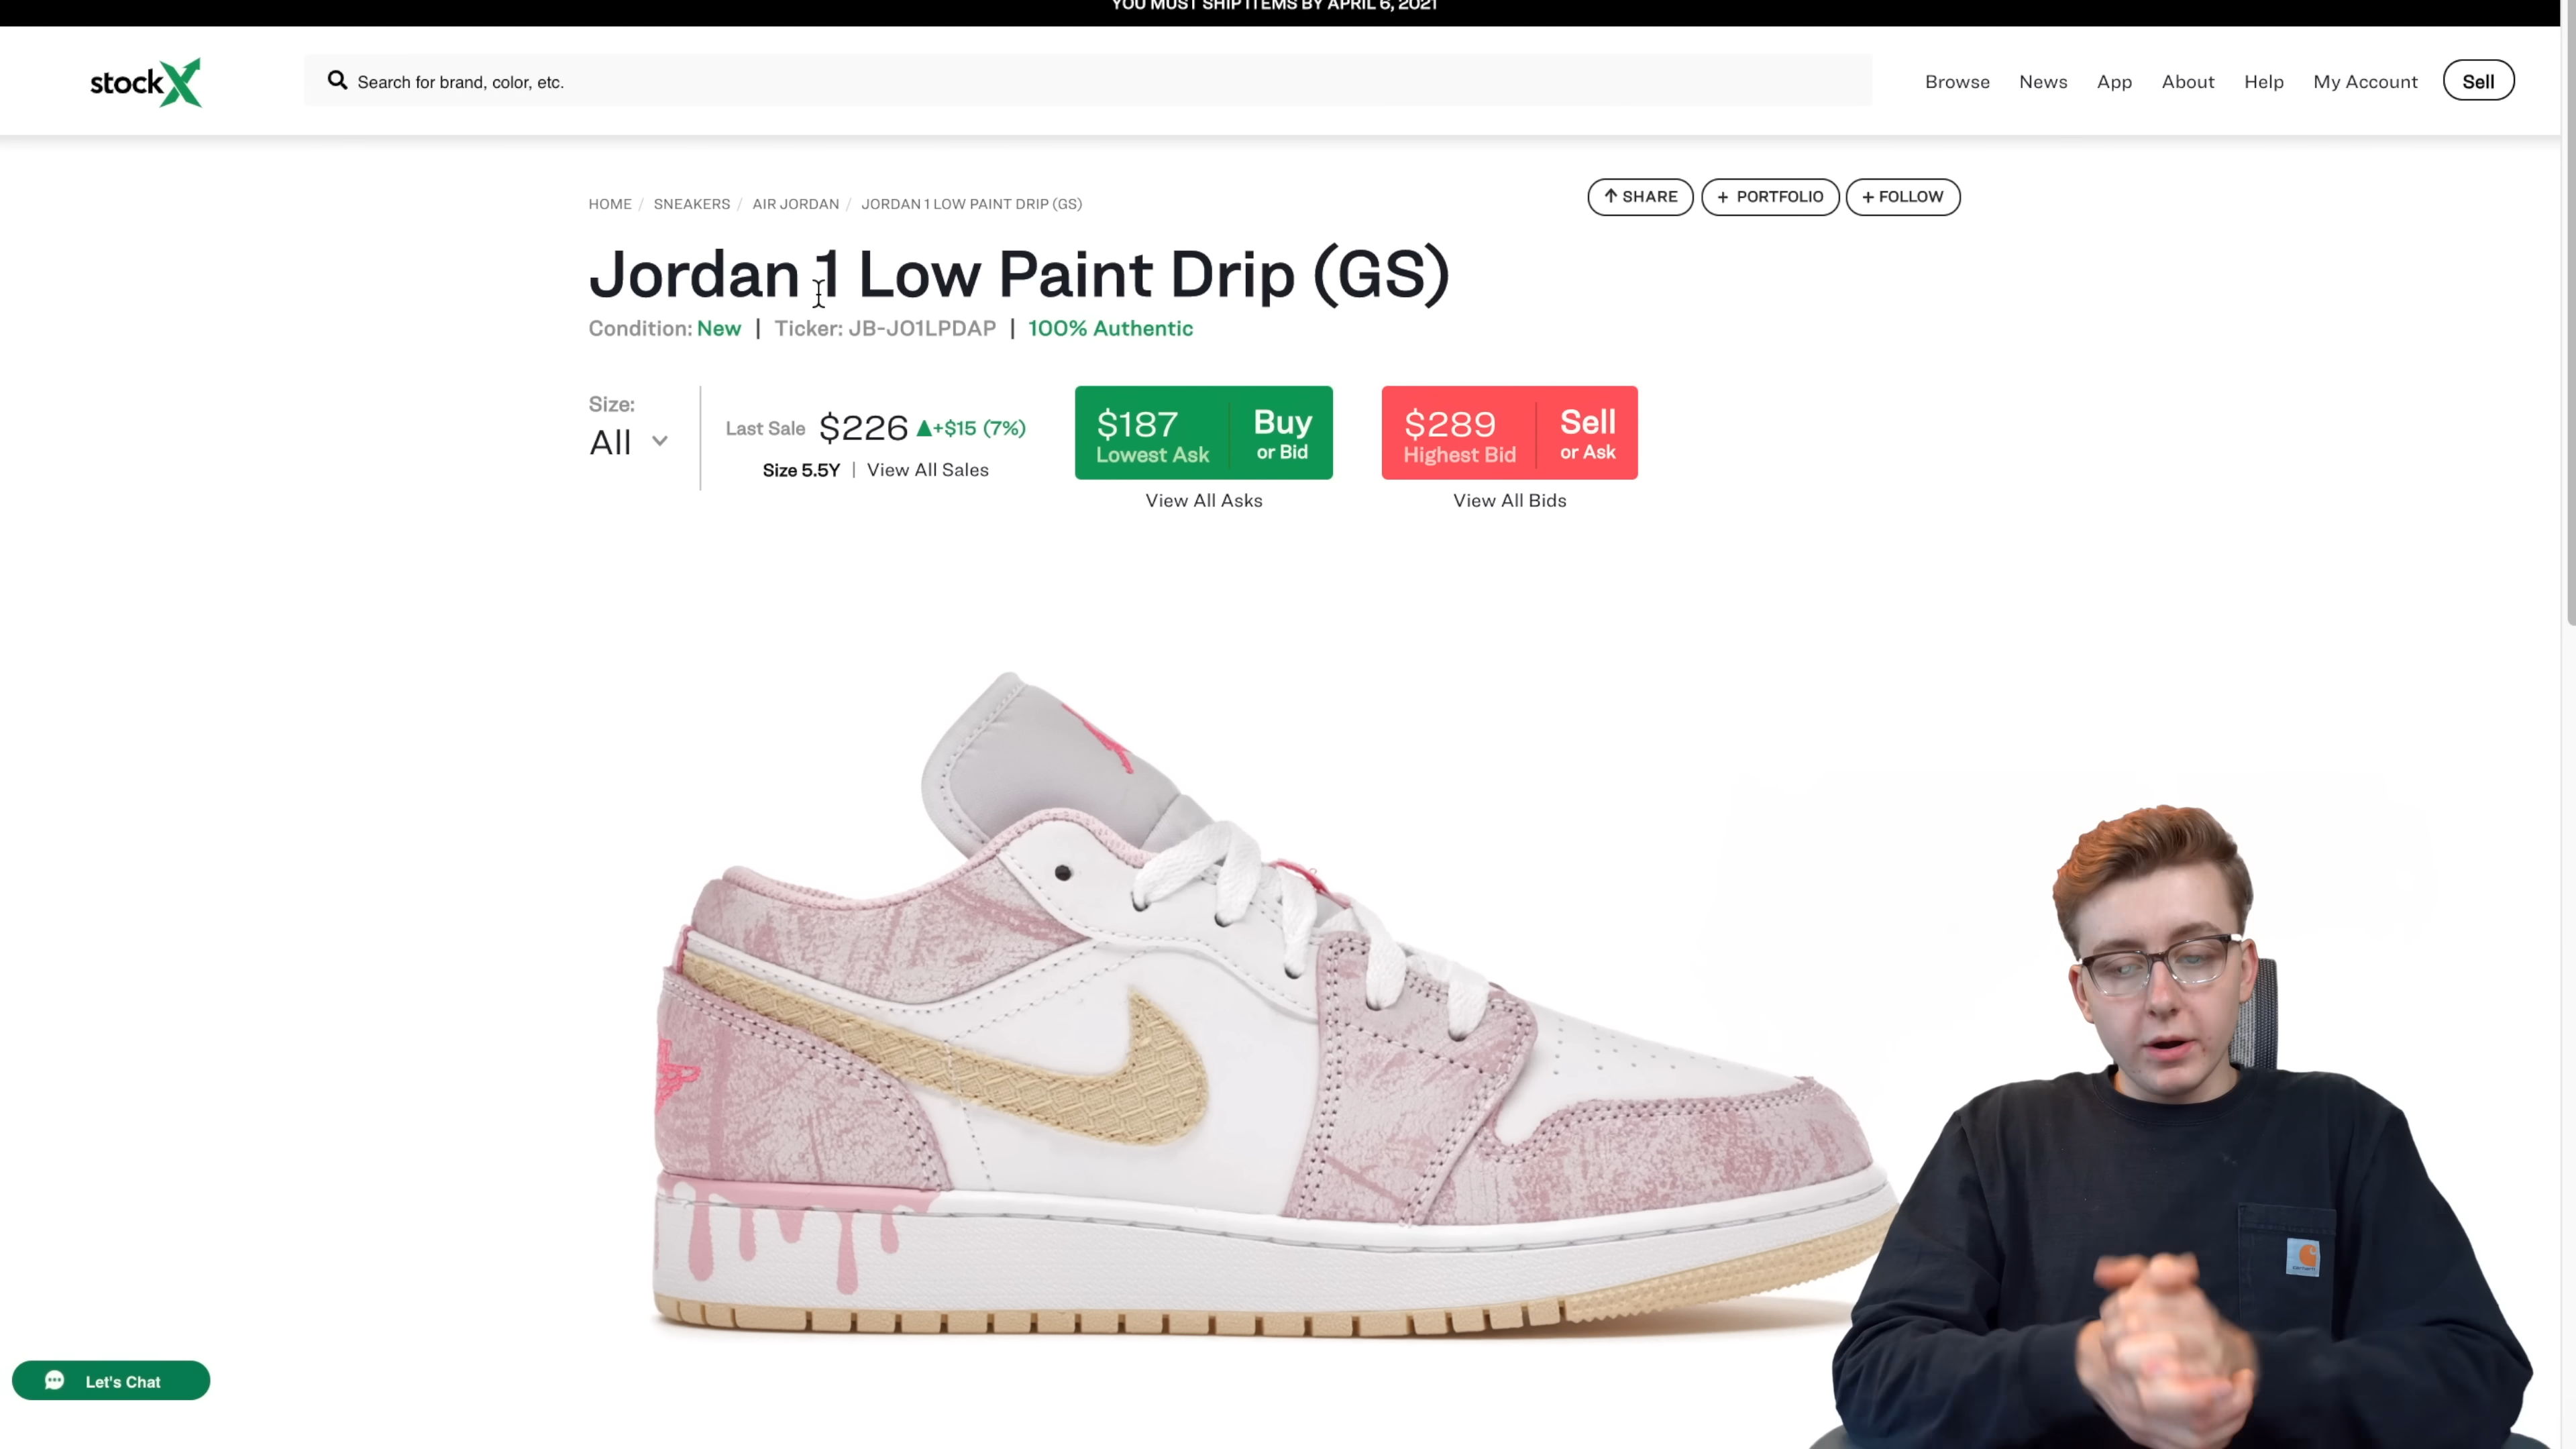 YOU MUST SHIP ITEMS BY APRIL 6, 2021
stockX
Search for brand, color, etc.
Browse News App About Help My Account Sell
HOME / SNEAKERS / AIR JORDAN / JORDAN 1 LOW PAINT DRIP (GS)
SHARE + PORTFOLIO + FOLLOW
Jordan 1 Low Paint Drip (GS)
Condition: New | Ticker: JB-JO1LPDAP | 100% Authentic
Size:
All
Last Sale $226 ▲+$15 (7%)
Size 5.5Y | View All Sales
$187 Buy
Lowest Ask or Bid
View All Asks
$289 Sell
Highest Bid or Ask
View All Bids
Let's Chat